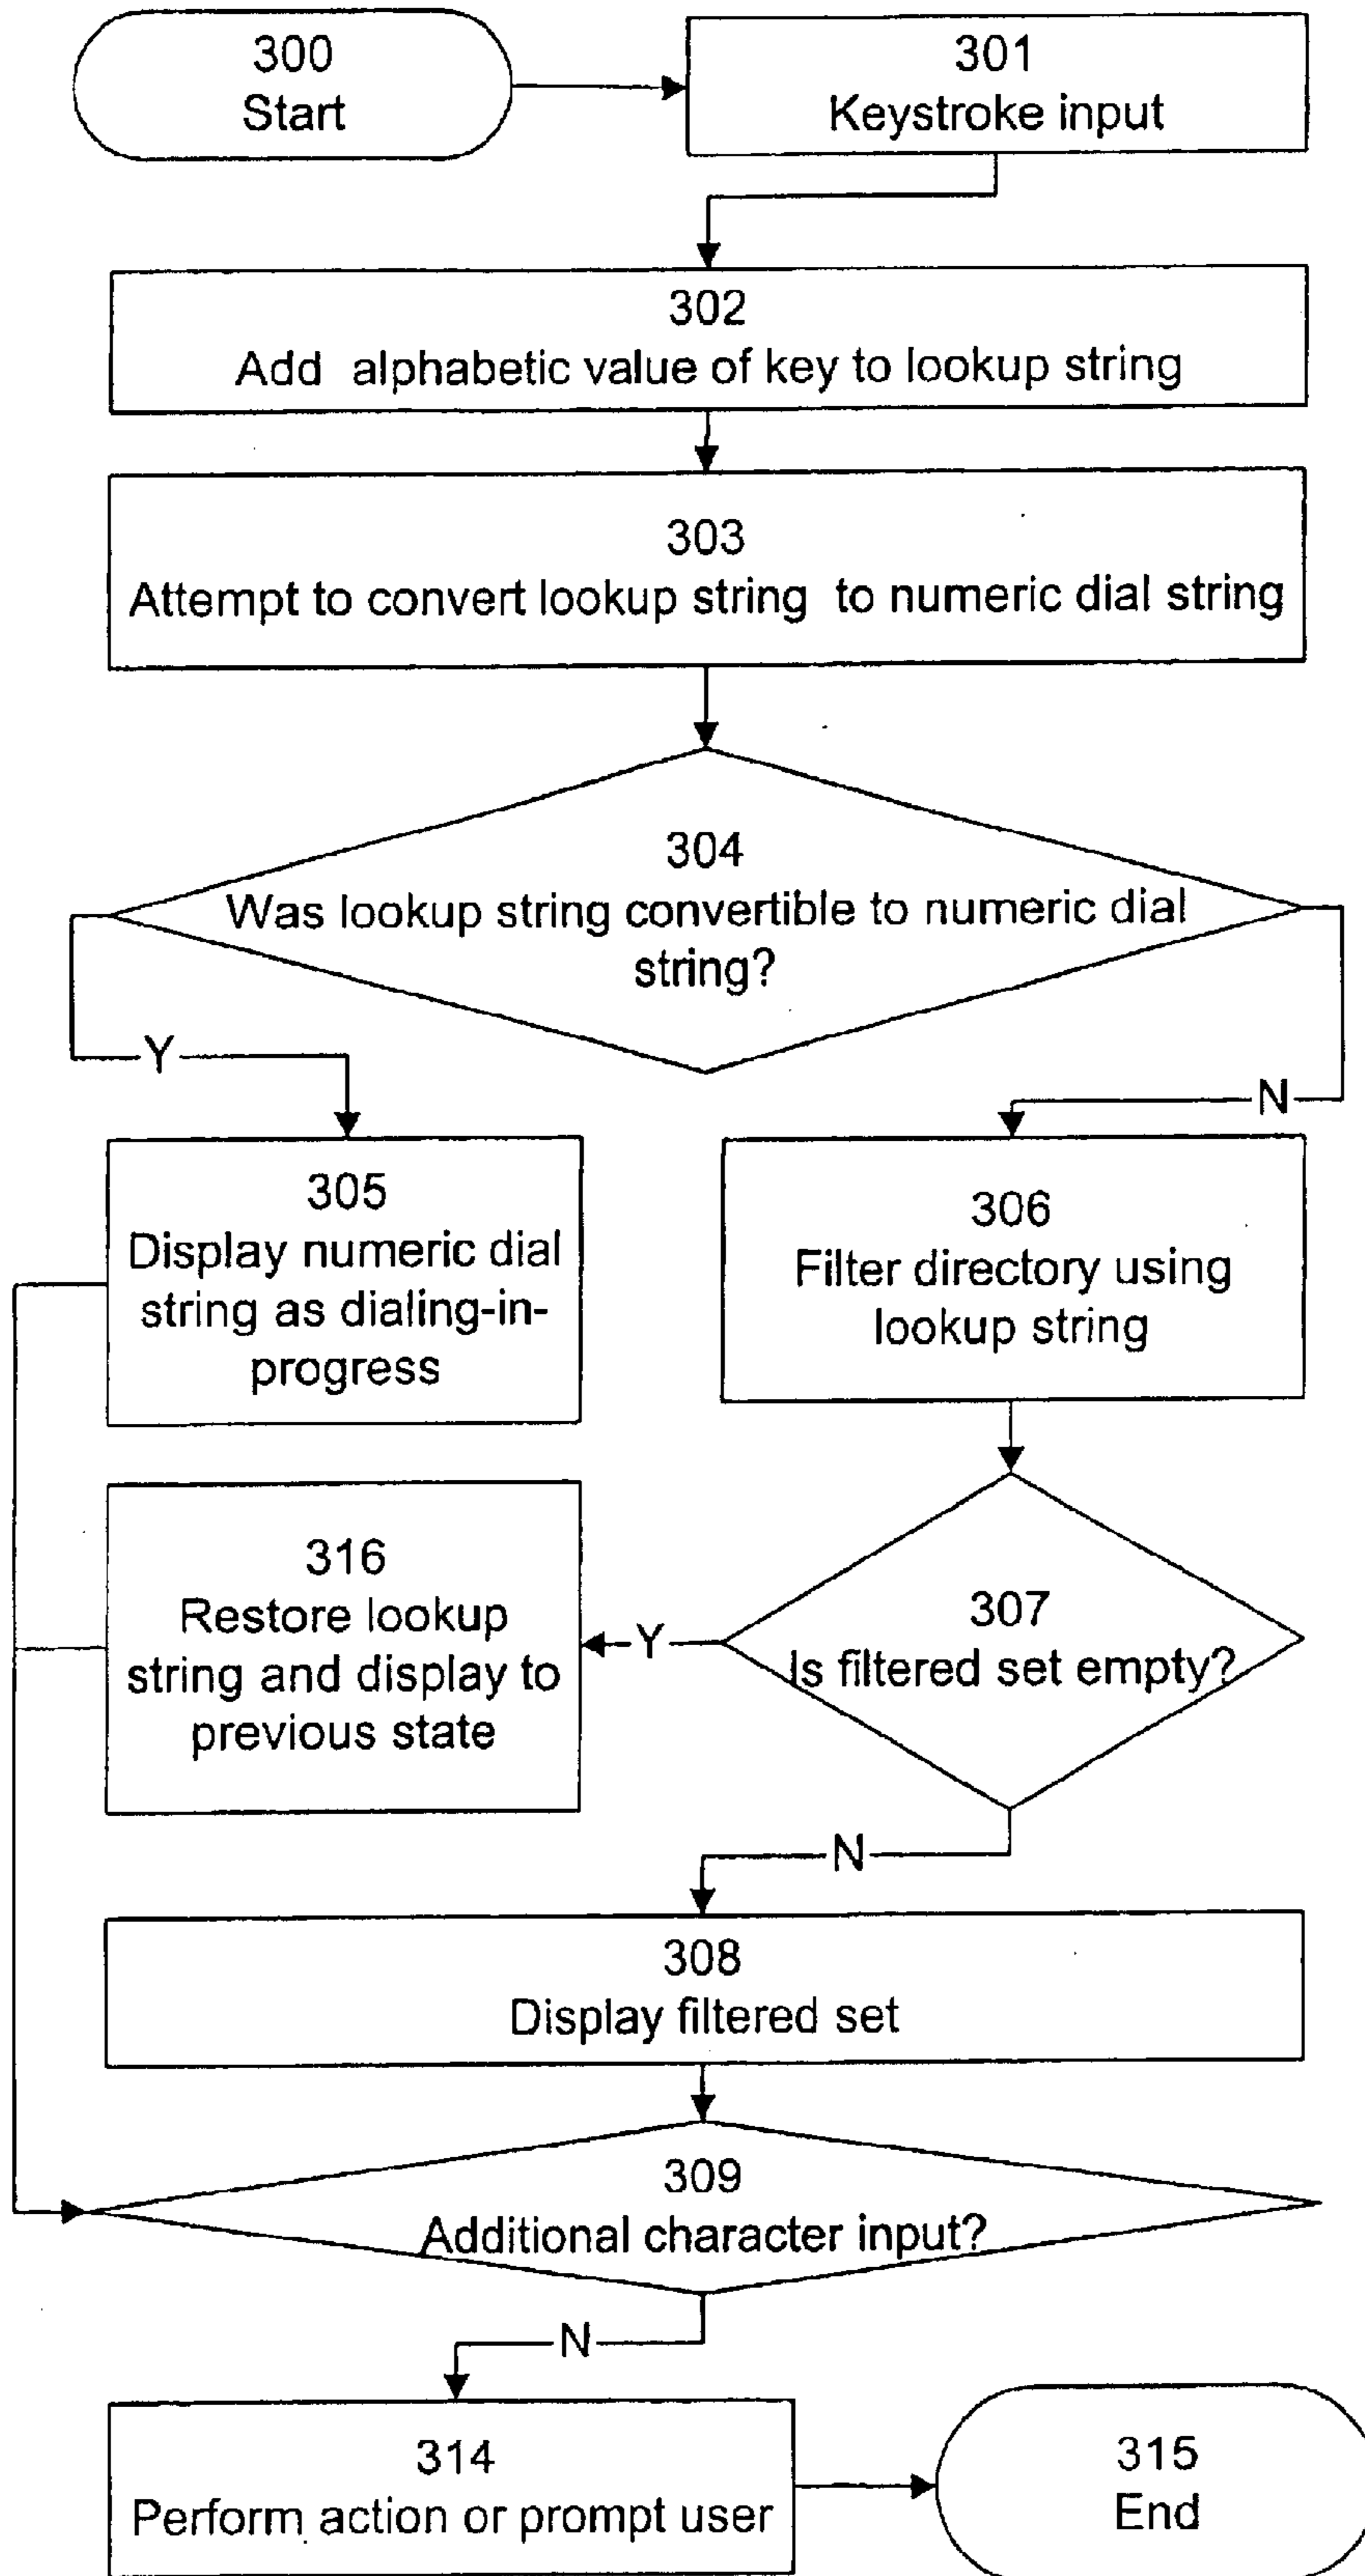 300
Start
301
Keystroke input
302
Add alphabetic value of key to lookup string
303
Attempt to convert lookup string to numeric dial string
304
Was lookup string convertible to numeric dial
string?
Y
N
305
Display numeric dial
string as dialing-in-
progress
306
Filter directory using
lookup string
316
Restore lookup
string and display to
previous state
Y
307
Is filtered set empty?
N
308
Display filtered set
309
Additional character input?
N
314
Perform action or prompt user
315
End